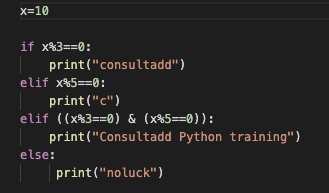 x=10
if x%3==0:
    print("consultadd")
elif x%5==0:
    print("c")
elif ((x%3==0) & (x%5==0)):
    print("Consultadd Python training")
else:
     print("noluck")